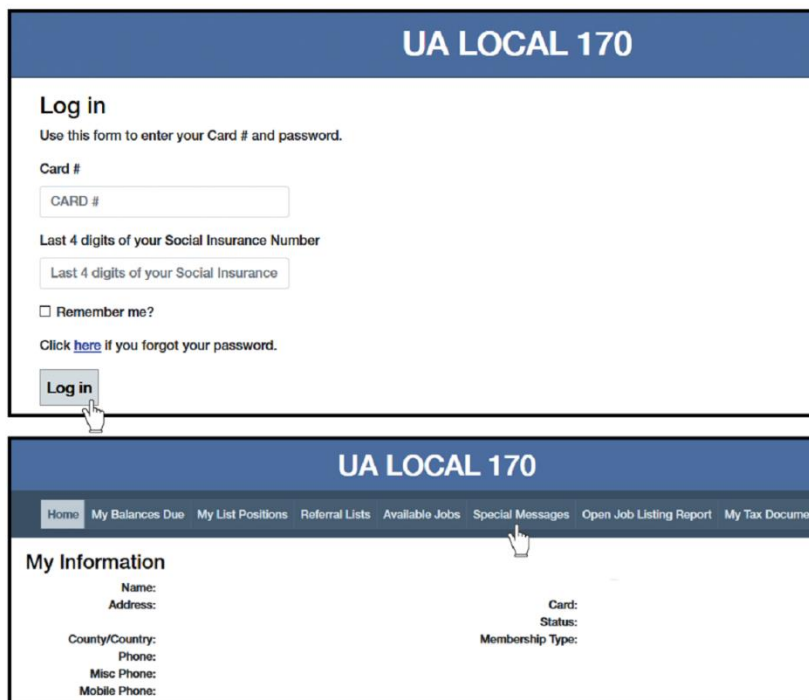 UA LOCAL 170
Log in
Use this form to enter your Card # and password.
Card #
CARD #
Last 4 digits of your Social Insurance Number
Last 4 digits of your Social Insurance
Remember me?
Click here if you forgot your password.
Log in
UA LOCAL 170
Home My Balances Due My List Positions Referral Lists Available Jobs Special Messages Open Job Listing Report My Tax Docume
My Information
Name:
Address:
Card:
Status:
County/Country: Membership Type:
Phone:
Misc Phone:
Mobile Phone: